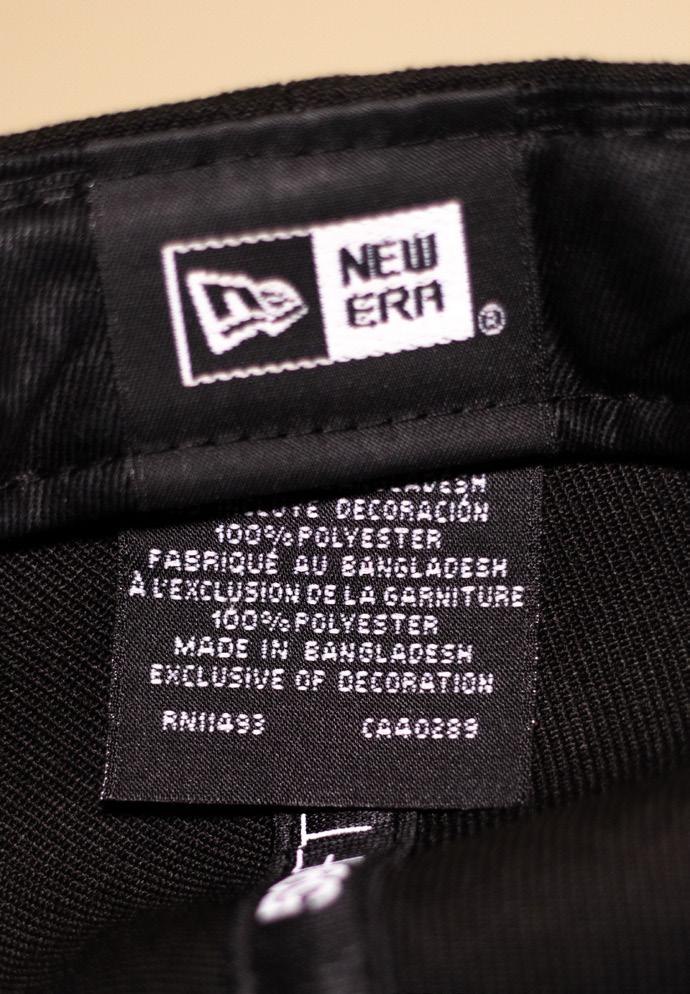 NEW
ERA
®
DECORACIÓN
100% POLYESTER
FABRIQUÉ AU BANGLADESH
À L'EXCLUSION DE LA GARNITURE
100% POLYESTER
MADE IN BANGLADESH
EXCLUSIVE OF DECORATION
RN11493 CA40289